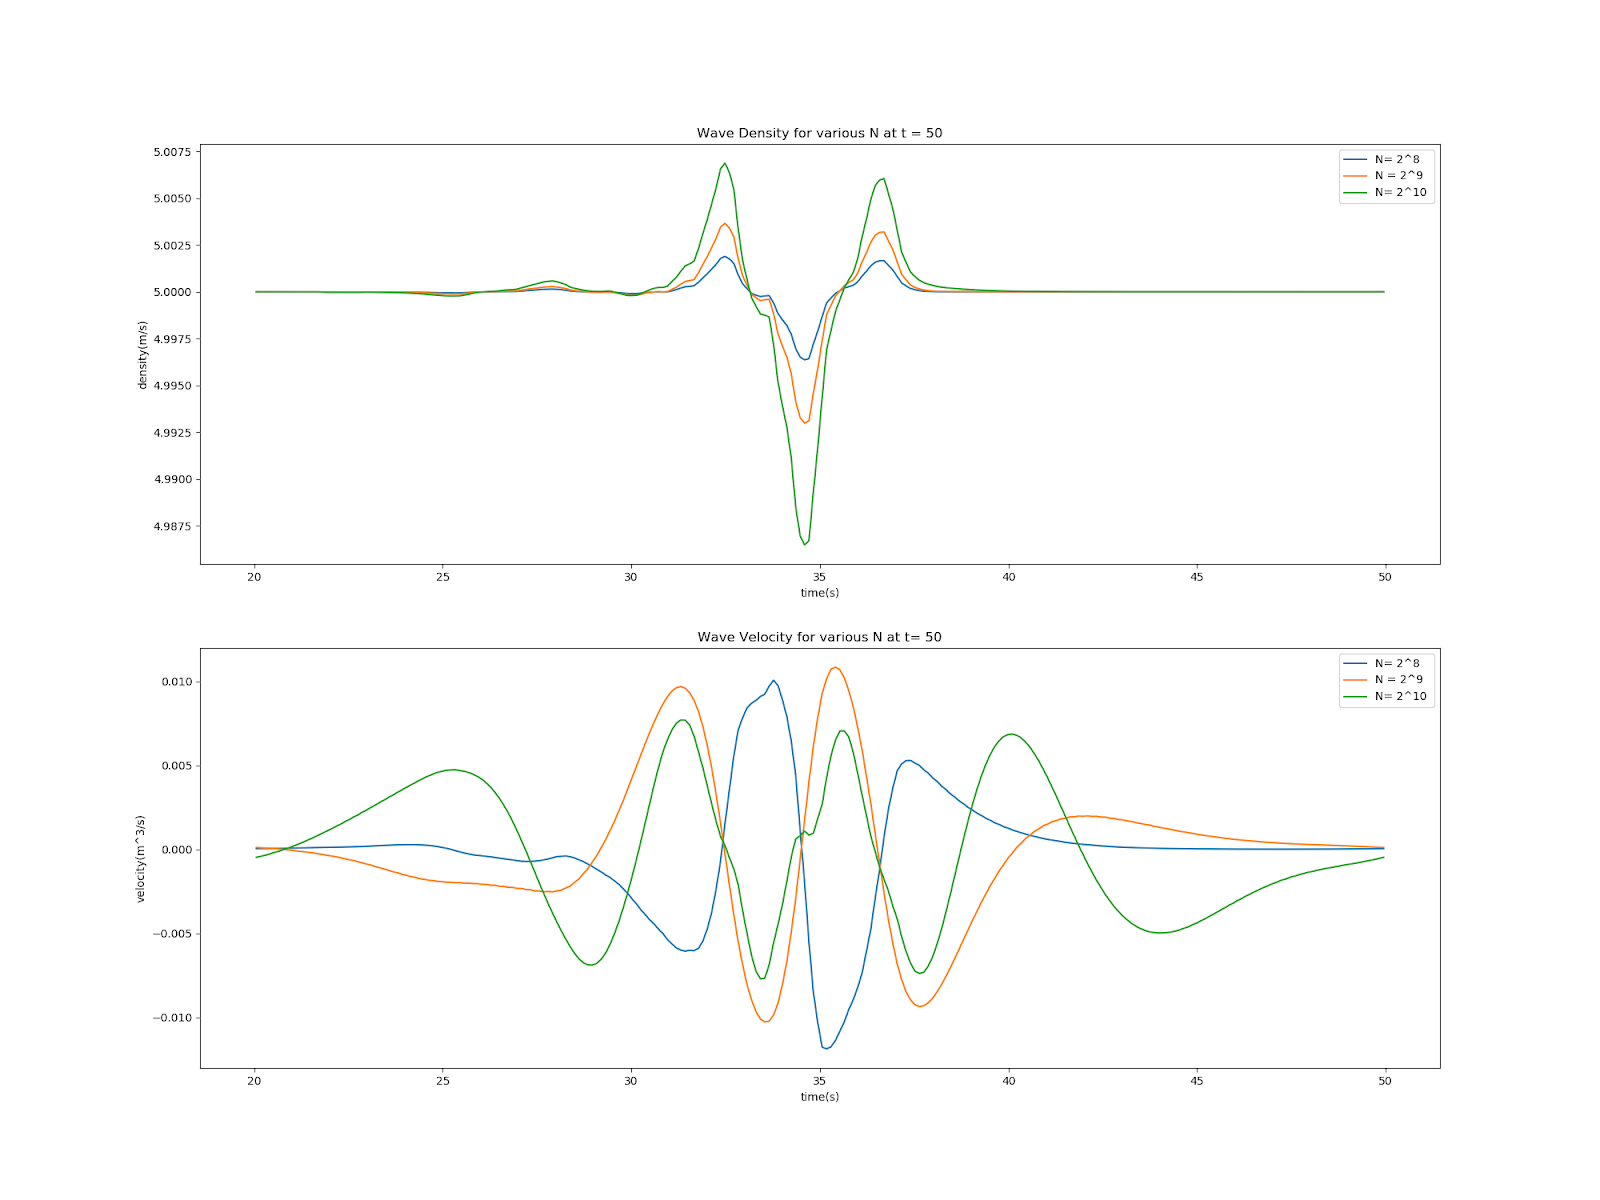 Wave Density for various N at t = 50
5.0075
5.0050
5.0025
5.0000
4.9975
4.9950
4.9925
4.9900
4.9875
density(m/s)
N= 2^8
N = 2^9
N= 2^10
20 25 30 35 40 45 50
time(s)
Wave Velocity for various N at t= 50
0.010
0.005
0.000
−0.005
−0.010
velocity(m^3/s)
N= 2^8
N = 2^9
N= 2^10
20 25 30 35 40 45 50
time(s)